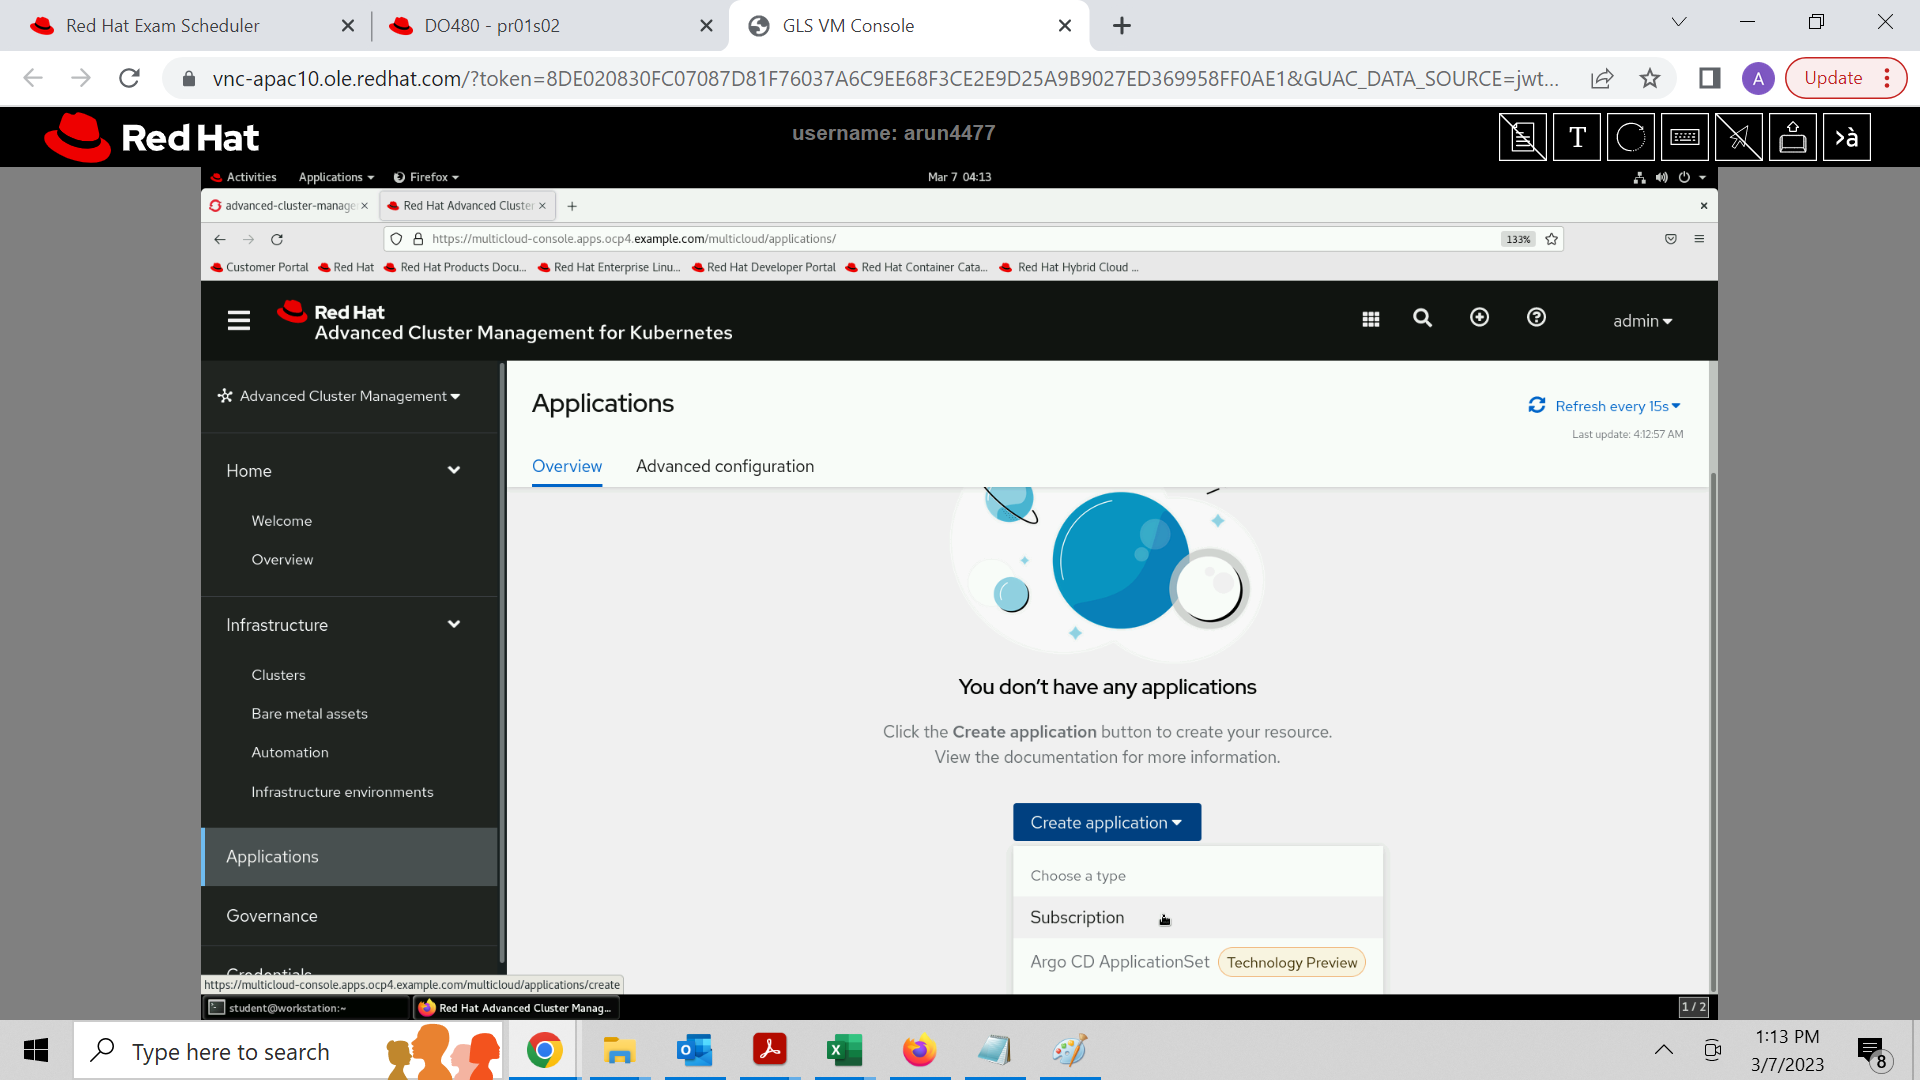 Red Hat Exam Scheduler
DO480 - pr01s02
GLS VM Console
vnc-apac10.ole.redhat.com/?token=8DE020830FC07087D81F76037A6C9EE68F3CE2E9D25A9B9027ED369958FF0AE1&GUAC_DATA_SOURCE=jwt...
A
Update
Red Hat
username: arun4477
T
>à
Activities
Applications
Firefox
Mar 7 04:13
advanced-cluster-manage
Red Hat Advanced Cluster
https://multicloud-console.apps.ocp4.example.com/multicloud/applications/
133%
Customer Portal
Red Hat
Red Hat Products Docu...
Red Hat Enterprise Linu...
Red Hat Developer Portal
Red Hat Container Cata...
Red Hat Hybrid Cloud ...
Red Hat
Advanced Cluster Management for Kubernetes
admin
Advanced Cluster Management
Home
Welcome
Overview
Infrastructure
Clusters
Bare metal assets
Automation
Infrastructure environments
Applications
Governance
Credentials
Applications
Refresh every 15s
Last update: 4:12:57 AM
Overview
Advanced configuration
You don't have any applications
Click the Create application button to create your resource.
View the documentation for more information.
Create application
Choose a type
Subscription
Argo CD ApplicationSet
Technology Preview
https://multicloud-console.apps.ocp4.example.com/multicloud/applications/create
student@workstation:~
Red Hat Advanced Cluster Manag...
1 / 2
Type here to search
1:13 PM
3/7/2023
8